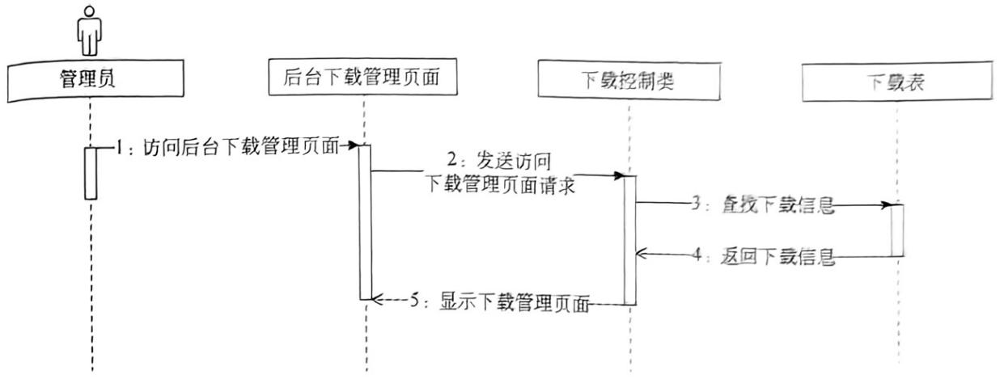 管理员
后台下载管理页面
下载控制类
下载表
1：访问后台下载管理页面
2：发送访问
下载管理页面请求
3：查找下载信息
4：返回下载信息
5：显示下载管理页面